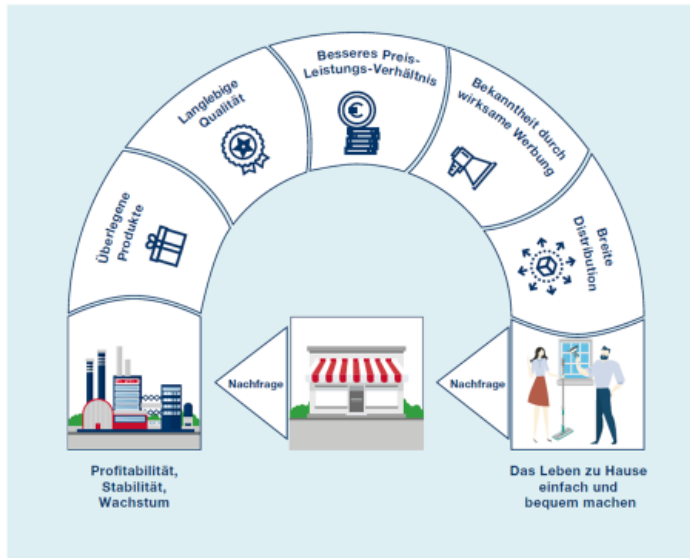 Überlegene
Produkte
Langlebige
Qualität
Besseres Preis-
Leistungs-Verhältnis
Bekanntheit durch
wirksame Werbung
Breite
Distribution
Nachfrage
Nachfrage
Profitabilität,
Stabilität,
Wachstum
Das Leben zu Hause
einfach und
bequem machen